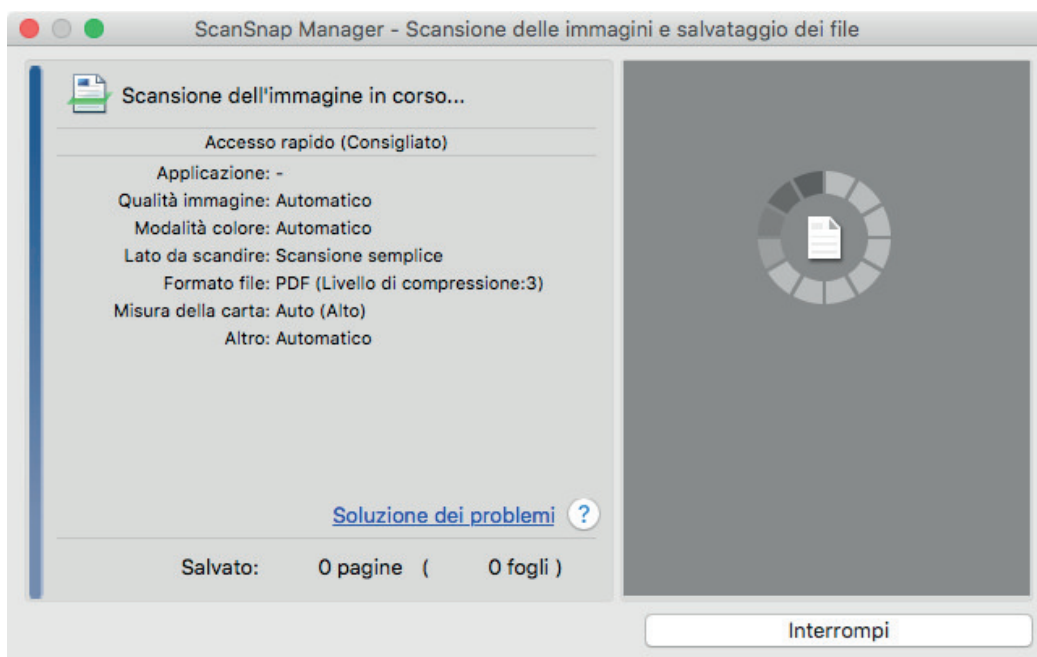 ScanSnap Manager - Scansione delle immagini e salvataggio dei file
Scansione dell'immagine in corso...
Accesso rapido (Consigliato)
Applicazione: -
Qualità immagine: Automatico
Modalità colore: Automatico
Lato da scandire: Scansione semplice
Formato file: PDF (Livello di compressione:3)
Misura della carta: Auto (Alto)
Altro: Automatico
Soluzione dei problemi ?
Salvato: 0 pagine ( 0 fogli )
Interrompi